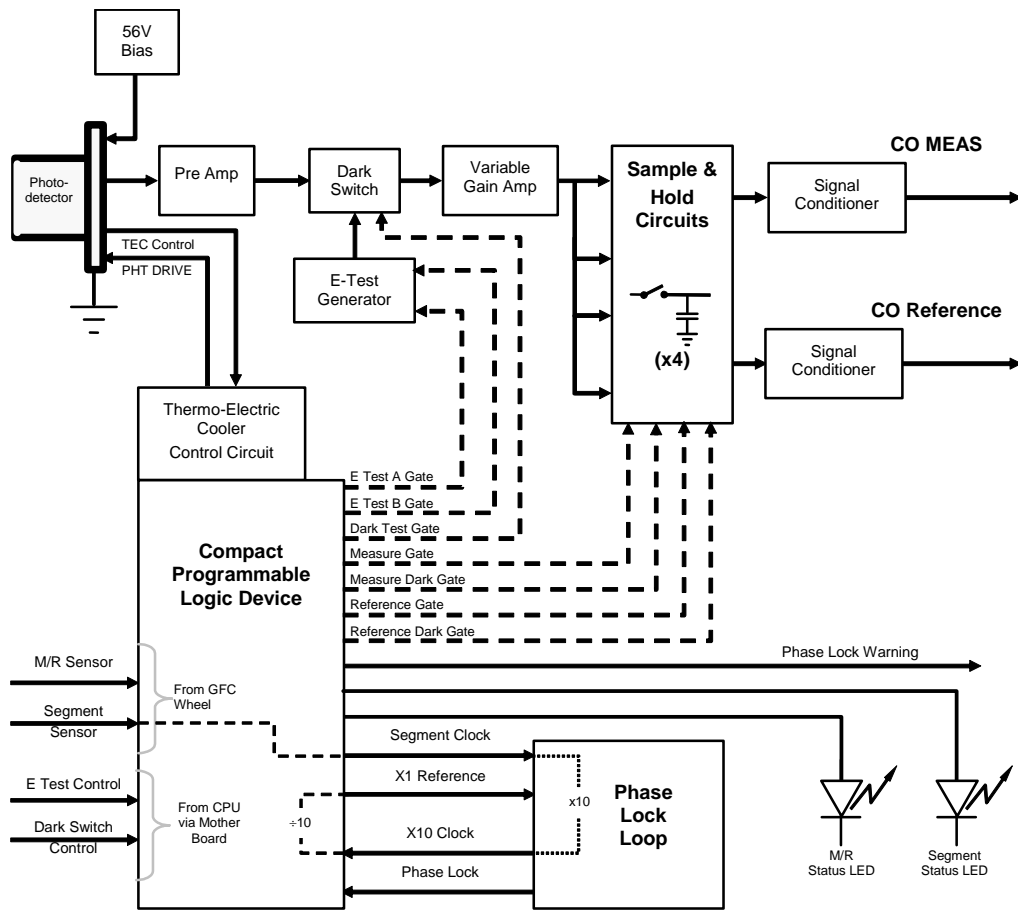 56V
Bias
Photo-
detector
Pre Amp
Dark
Switch
Variable
Gain Amp
Sample &
Hold
Circuits
(x4)
CO MEAS
Signal
Conditioner
CO Reference
Signal
Conditioner
TEC Control
PHT DRIVE
E-Test
Generator
Thermo-Electric
Cooler
Control Circuit
E Test A Gate
E Test B Gate
Dark Test Gate
Measure Gate
Measure Dark Gate
Reference Gate
Reference Dark Gate
Compact
Programmable
Logic Device
Phase Lock Warning
M/R Sensor
Segment
Sensor
From GFC
Wheel
E Test Control
Dark Switch
Control
From CPU
via Mother
Board
Segment Clock
X1 Reference
÷10
X10 Clock
Phase Lock
x10
Phase
Lock
Loop
M/R
Status LED
Segment
Status LED